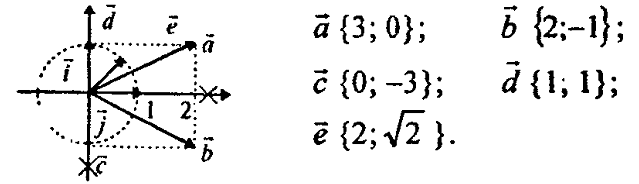 d⃗ e⃗ a⃗
i⃗
1 2
j⃗
b⃗
c⃗
a⃗ {3; 0}; b⃗ {2;–1};
c⃗ {0; –3}; d⃗ {1; 1};
e⃗ {2; √2 }.